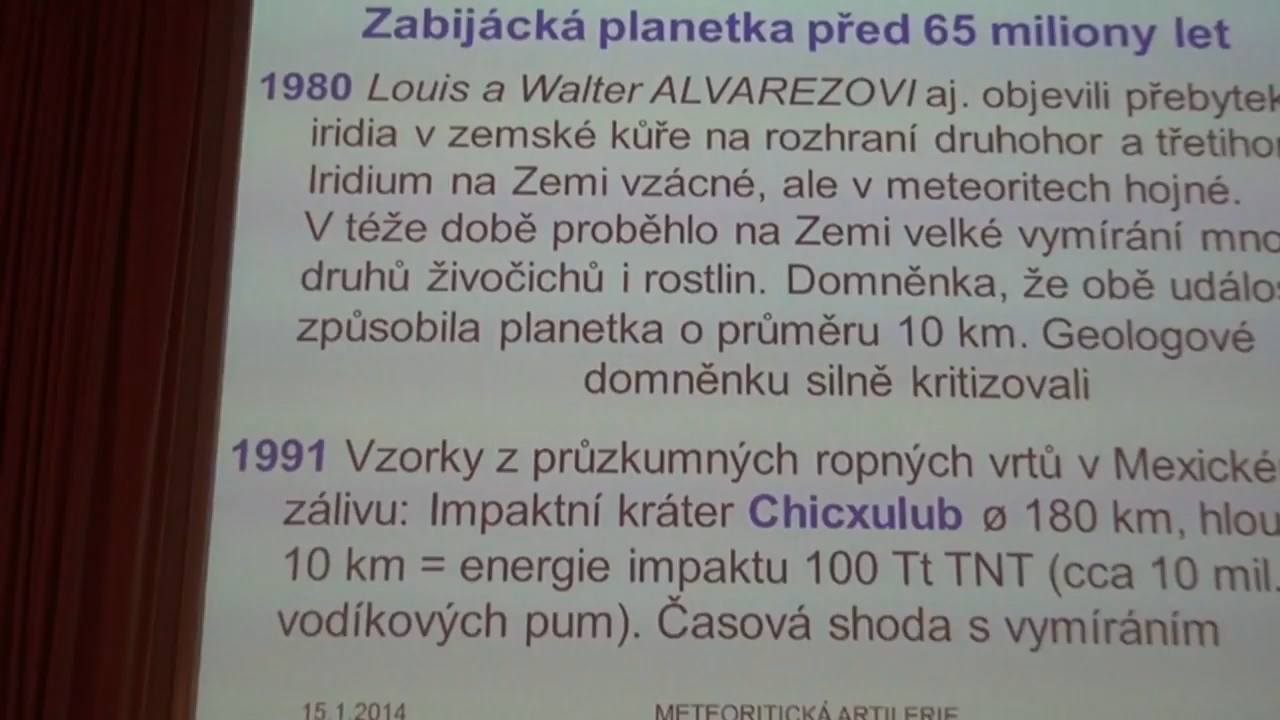 Zabijácká planetka před 65 miliony let
1980 Louis a Walter ALVAREZOVI aj. objevili přebytek
iridia v zemské kůře na rozhraní druhohor a třetihor
Iridium na Zemi vzácné, ale v meteoritech hojné.
V téže době proběhlo na Zemi velké vymírání mno
druhů živočichů i rostlin. Domněnka, že obě událos
způsobila planetka o průměru 10 km. Geologové
domněnku silně kritizovali
1991 Vzorky z průzkumných ropných vrtů v Mexické
zálivu: Impaktní kráter Chicxulub ø 180 km, hlou
10 km = energie impaktu 100 Tt TNT (cca 10 mil.
vodíkových pum). Časová shoda s vymíráním
15.1.2014 METEORITICKÁ ARTILERIE